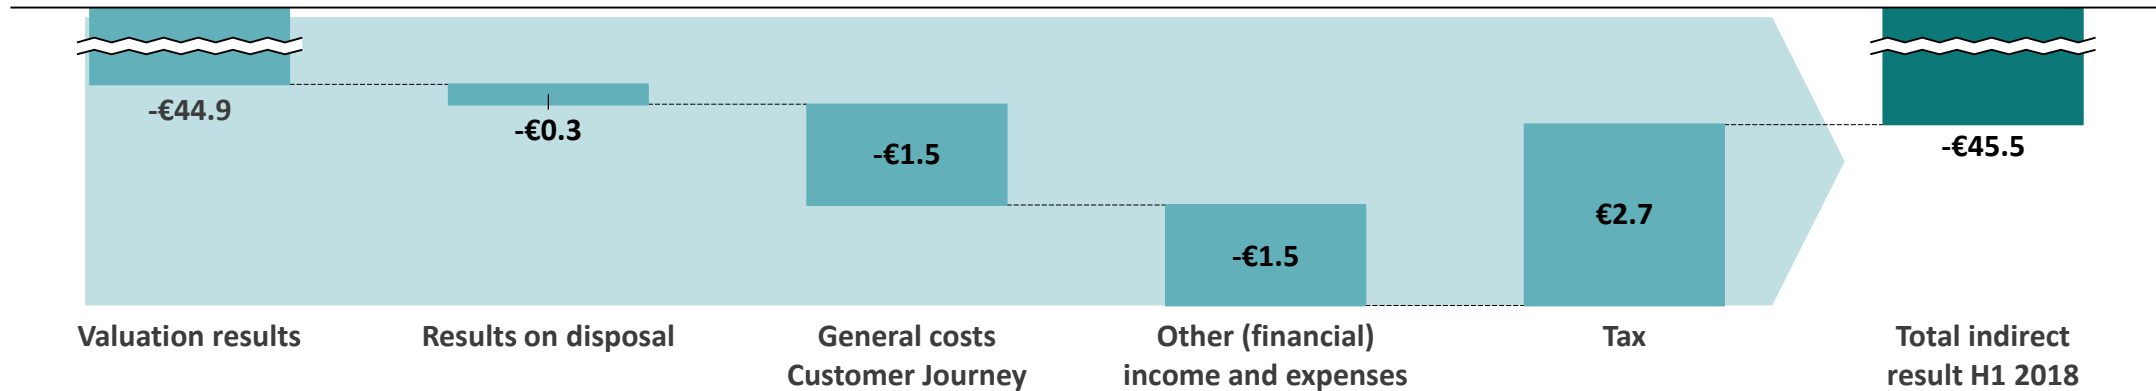 -€44.9
-€0.3
-€1.5
-€1.5
€2.7
-€45.5
Valuation results
Results on disposal
General costs
Customer Journey
Other (financial)
income and expenses
Tax
Total indirect
result H1 2018